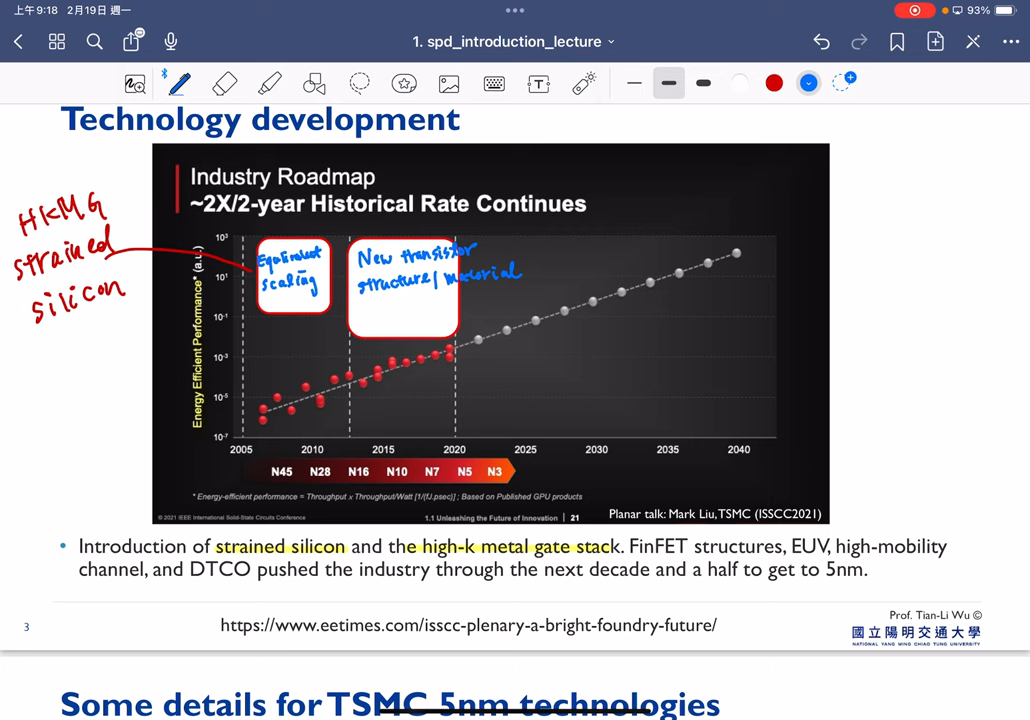 上午9:18 2月19日 週一
93%
1. spd_introduction_lecture
Technology development
Industry Roadmap
~2X/2-year Historical Rate Continues
HKMG
strained
silicon
Equivalent
scaling
New transistor
structure/ material
Energy Efficient Performance* (a.u.)
10³
10¹
10⁻¹
10⁻³
10⁻⁵
10⁻⁷
2005 2010 2015 2020 2025 2030 2035 2040
N45 N28 N16 N10 N7 N5 N3
* Energy-efficient performance = Throughput x Throughput/Watt [1/(fJ.psec)] ; Based on Published GPU products
© 2021 IEEE International Solid-State Circuits Conference
1.1 Unleashing the Future of Innovation | 21
Planar talk: Mark Liu, TSMC (ISSCC2021)
• Introduction of strained silicon and the high-k metal gate stack. FinFET structures, EUV, high-mobility
channel, and DTCO pushed the industry through the next decade and a half to get to 5nm.
3
https://www.eetimes.com/isscc-plenary-a-bright-foundry-future/
Prof. Tian-Li Wu ©
國立陽明交通大學
NATIONAL YANG MING CHIAO TUNG UNIVERSITY
Some details for TSMC 5nm technologies